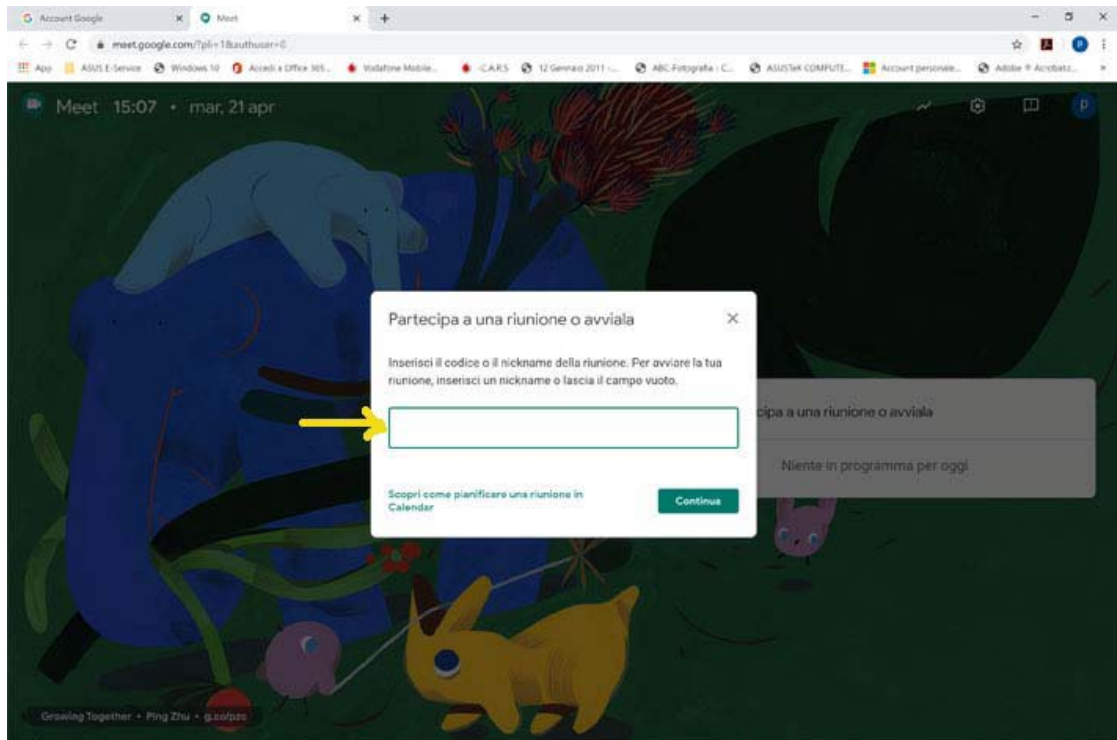 Account Google
Meet
meet.google.com/?pli=1&authuser=0
App ASUS E-Service Windows 10 Accedi a Office 365... Vodafone Mobile... -C.A.R.S 12 Gennaio 2011 -... ABC-Fotografia : C... ASUSTeK COMPUTE... Account personale... Adobe
Meet 15:07 • mar, 21 apr
P
Partecipa a una riunione o avviala
Inserisci il codice o il nickname della riunione. Per avviare la tua
riunione, inserisci un nickname o lascia il campo vuoto.
cipa a una riunione o avviala
Niente in programma per oggi
Scopri come pianificare una riunione in
Calendar
Continua
Growing Together • Ping Zhu • g.co/pzo